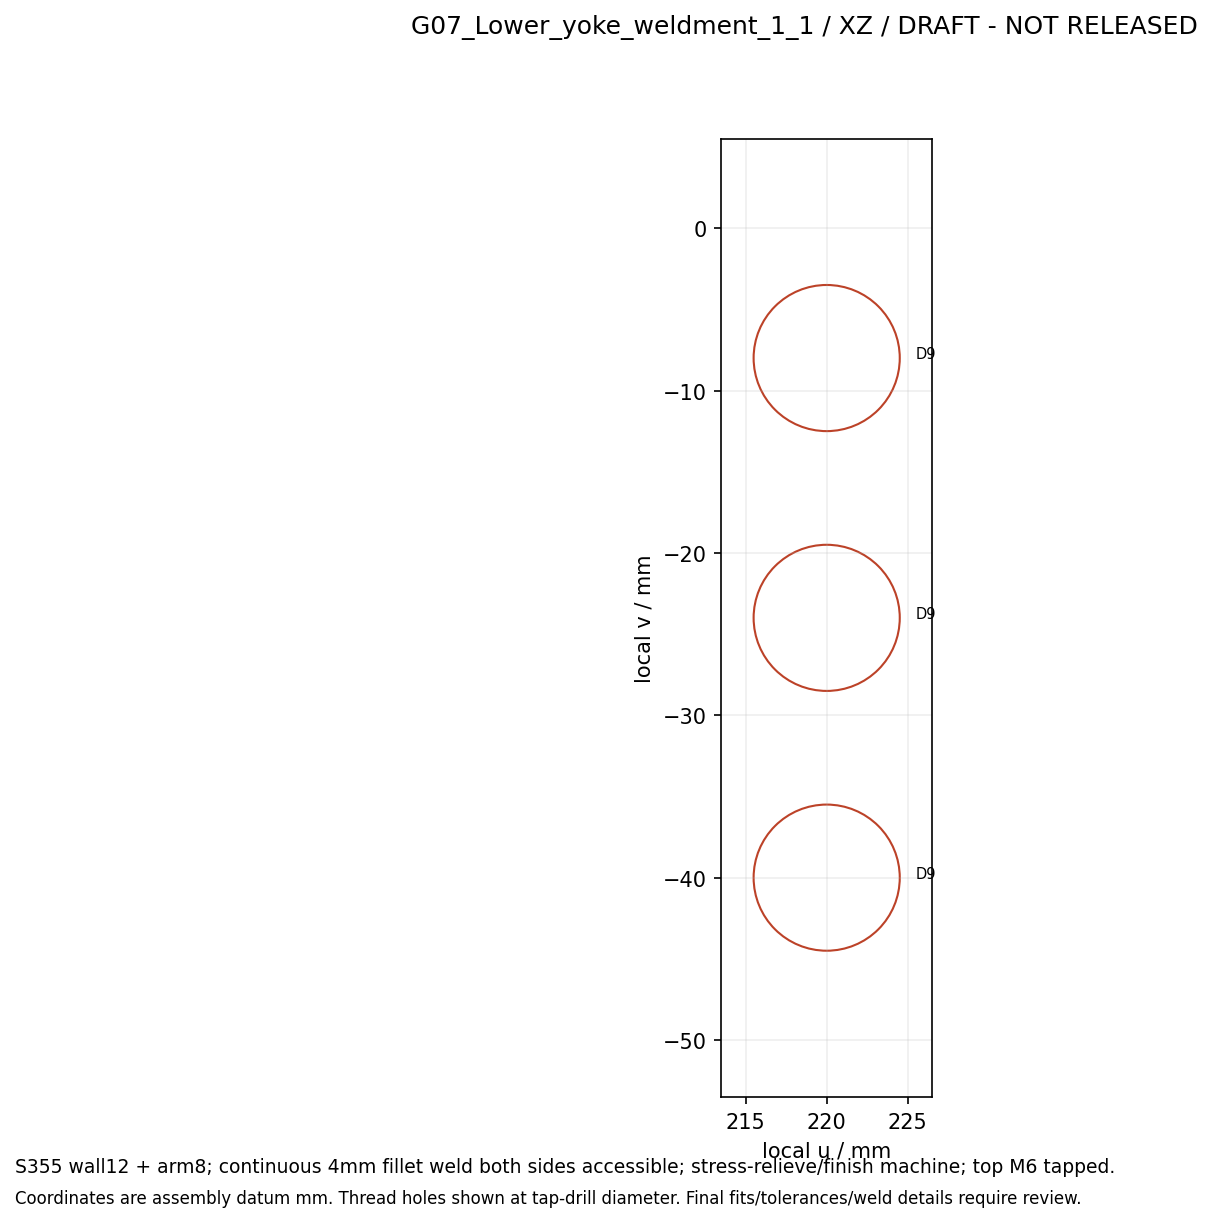 G07_Lower_yoke_weldment_1_1 / XZ / DRAFT - NOT RELEASED
0
D9
−10
−20
D9
local v / mm
−30
−40
D9
−50
215 220 225
local u / mm
S355 wall12 + arm8; continuous 4mm fillet weld both sides accessible; stress-relieve/finish machine; top M6 tapped.
Coordinates are assembly datum mm. Thread holes shown at tap-drill diameter. Final fits/tolerances/weld details require review.